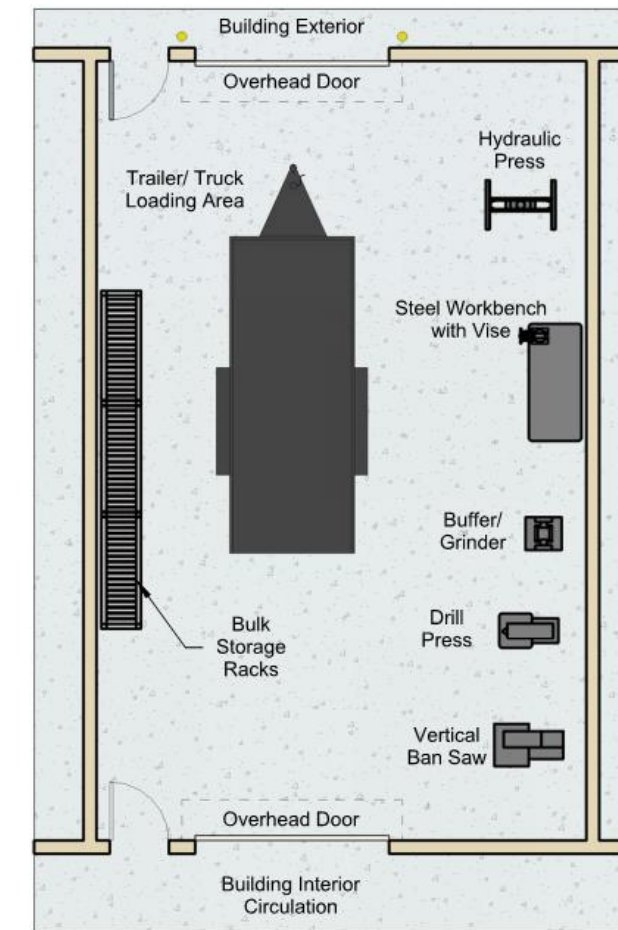 Building Exterior
Overhead Door
Hydraulic
Press
Trailer/ Truck
Loading Area
Steel Workbench
with Vise
Buffer/
Grinder
Drill
Press
Bulk
Storage
Racks
Vertical
Ban Saw
Overhead Door
Building Interior
Circulation